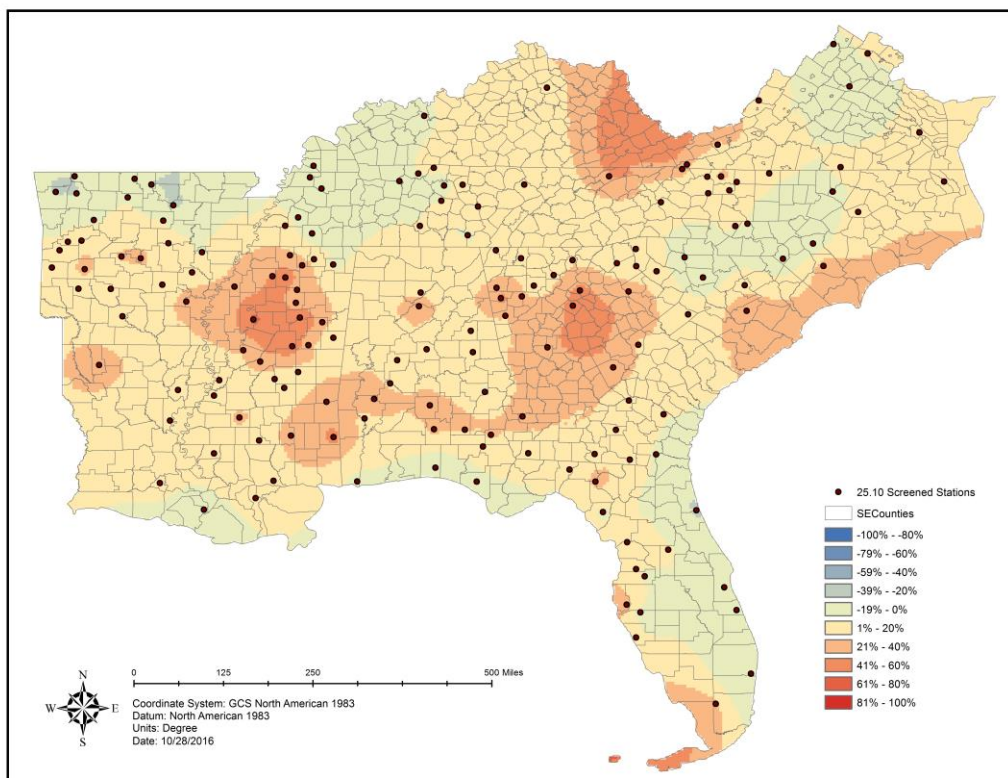 25.10 Screened Stations
SECounties
-100% - -80%
-79% - -60%
-59% - -40%
-39% - -20%
-19% - 0%
1% - 20%
21% - 40%
41% - 60%
61% - 80%
81% - 100%
0 125 250 500 Miles
N
W E
S
Coordinate System: GCS North American 1983
Datum: North American 1983
Units: Degree
Date: 10/28/2016